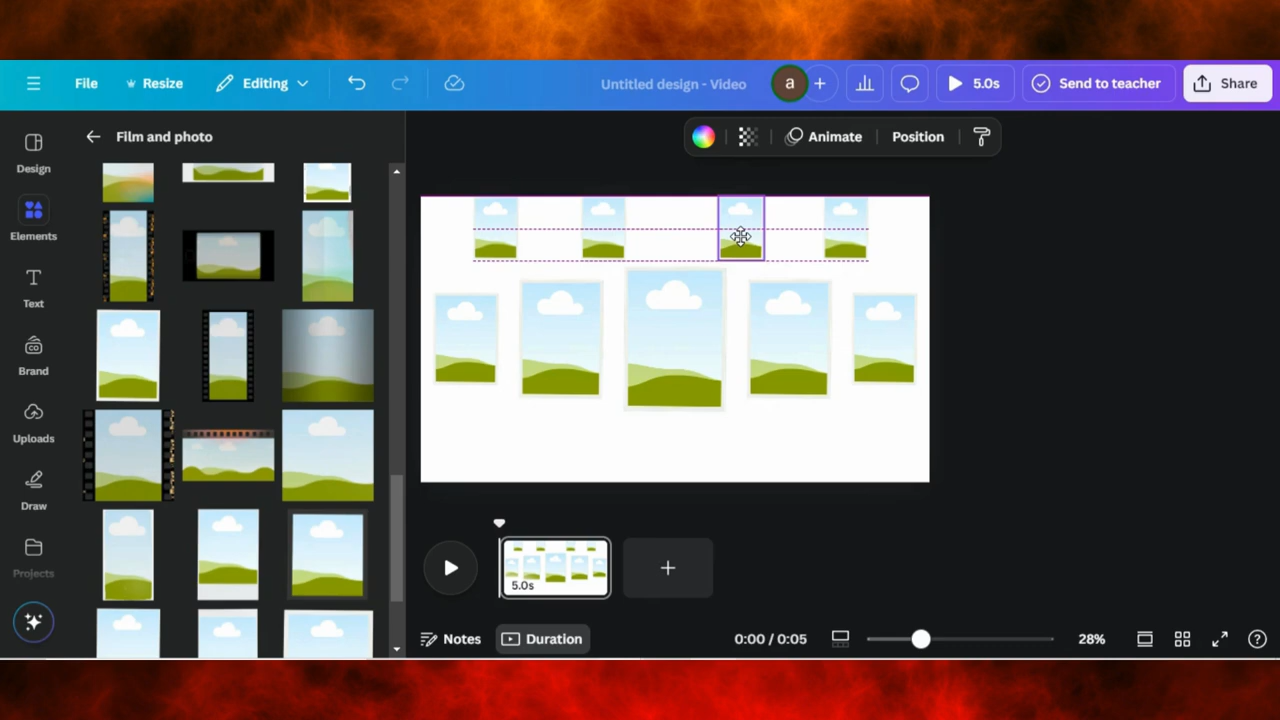 File
Resize
Editing
Untitled design - Video
a
+
5.0s
Send to teacher
Share
Design
Elements
Text
Brand
CO
Uploads
Draw
Projects
Film and photo
Animate
Position
5.0s
+
Notes
Duration
0:00 / 0:05
28%
?